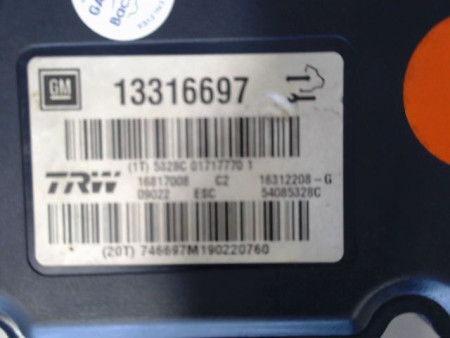 GM 13316697
(1T) 5328C 01717770 1
TRW 16817008 C2 16312208-G
09022 ESC 54085328C
(20T) 746697M190220760